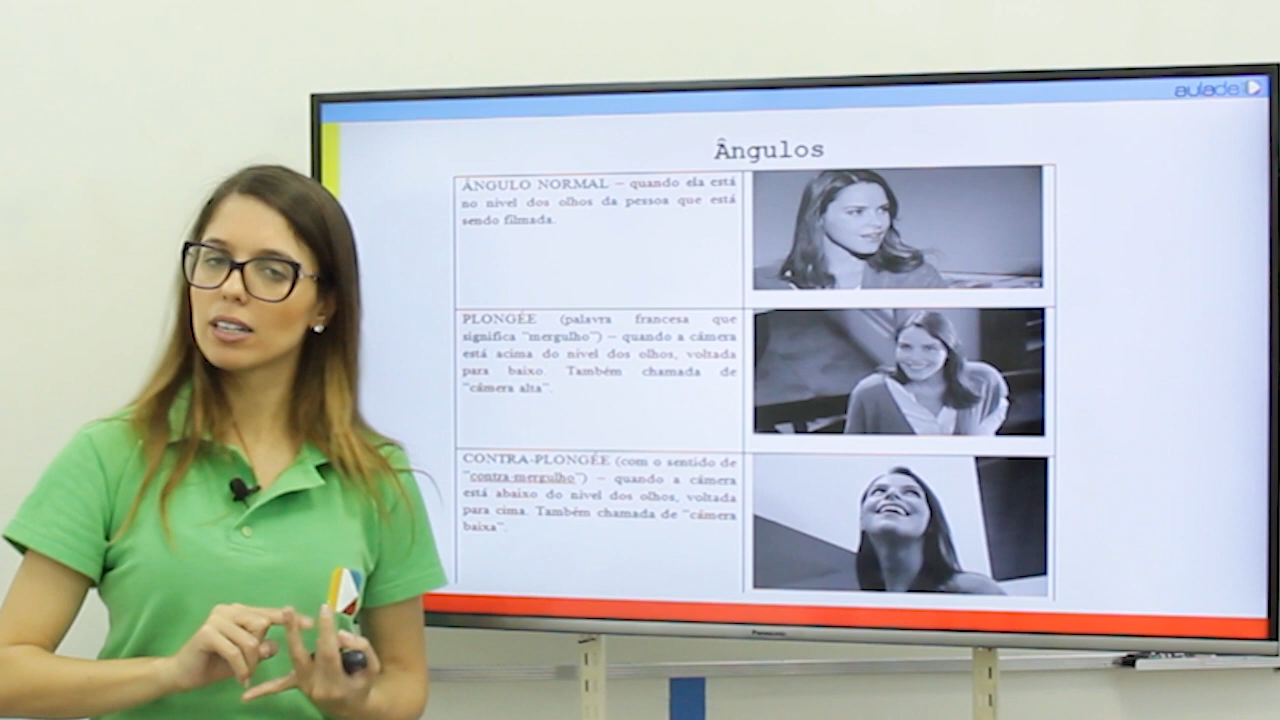 auladeD
Ângulos
ÂNGULO NORMAL – quando ela está
no nível dos olhos da pessoa que está
sendo filmada.
PLONGÉE (palavra francesa que
significa "mergulho") – quando a câmera
está acima do nível dos olhos, voltada
para baixo. Também chamada de
"câmera alta".
CONTRA-PLONGÉE (com o sentido de
"contra-mergulho") – quando a câmera
está abaixo do nível dos olhos, voltada
para cima. Também chamada de "câmera
baixa".
Panasonic